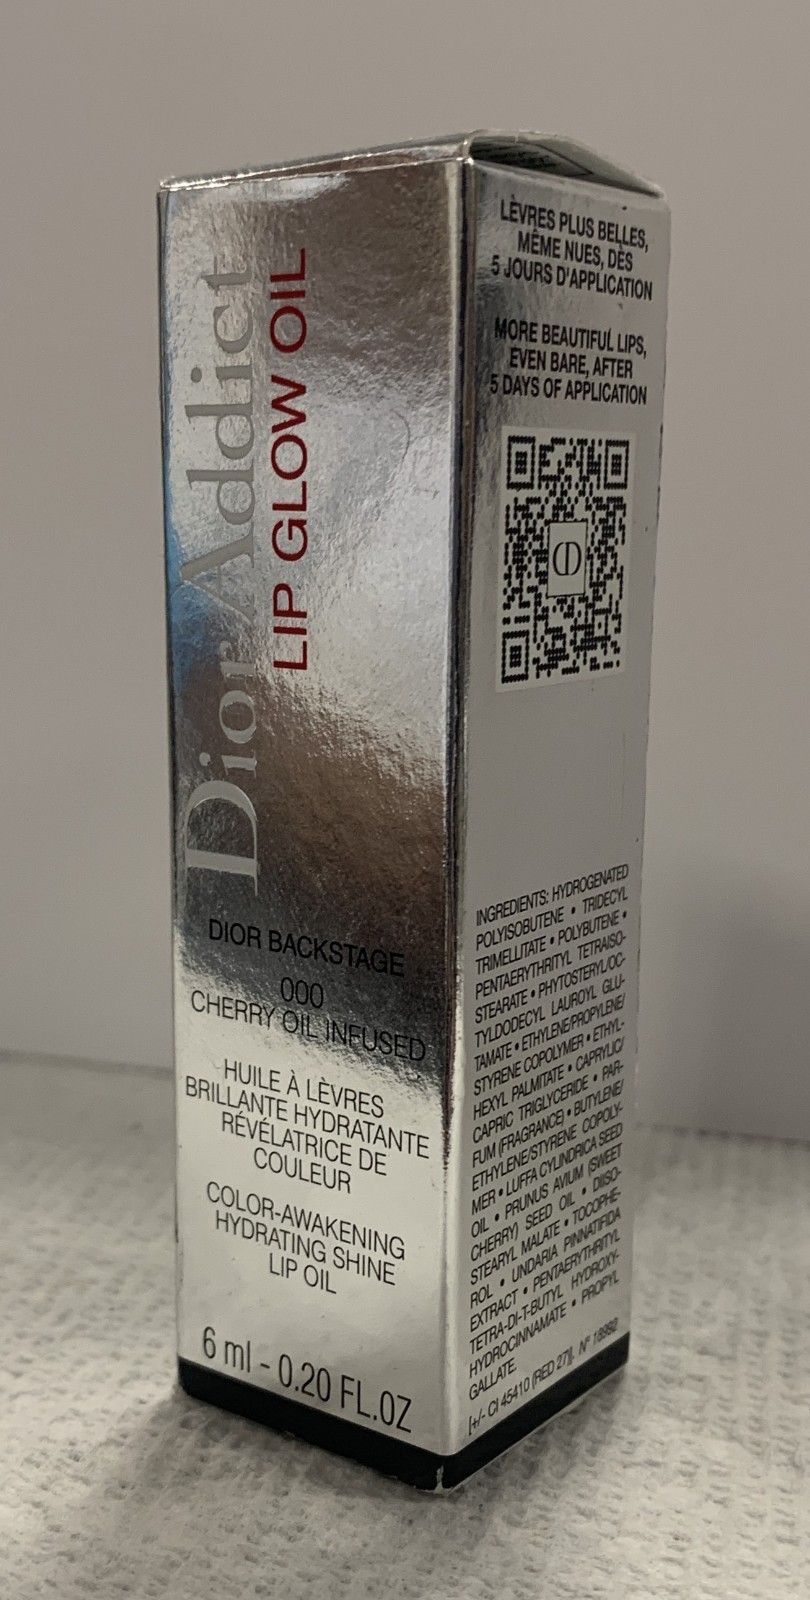 Dior Addict
LIP GLOW OIL
DIOR BACKSTAGE
000
CHERRY OIL INFUSED
HUILE À LÈVRES
BRILLANTE HYDRATANTE
RÉVÉLATRICE DE
COULEUR
COLOR-AWAKENING
HYDRATING SHINE
LIP OIL
6 ml - 0.20 FL.OZ
LÈVRES PLUS BELLES,
MÊME NUES, DÈS
5 JOURS D'APPLICATION
MORE BEAUTIFUL LIPS,
EVEN BARE, AFTER
5 DAYS OF APPLICATION
CD
INGREDIENTS: HYDROGENATED
POLYISOBUTENE • TRIDECYL
TRIMELLITATE • POLYBUTENE •
PENTAERYTHRITYL TETRAISO-
STEARATE • PHYTOSTERYL/OC-
TYLDODECYL LAUROYL GLU-
TAMATE • ETHYLENE/PROPYLENE/
STYRENE COPOLYMER • ETHYL-
HEXYL PALMITATE • CAPRYLIC/
CAPRIC TRIGLYCERIDE • PAR-
FUM (FRAGRANCE) • BUTYLENE/
ETHYLENE/STYRENE COPOLY-
MER • LUFFA CYLINDRICA SEED
OIL • PRUNUS AVIUM (SWEET
CHERRY) SEED OIL • DIISO-
STEARYL MALATE • TOCOPHE-
ROL • UNDARIA PINNATIFIDA
EXTRACT • PENTAERYTHRITYL
TETRA-DI-T-BUTYL HYDROXY-
HYDROCINNAMATE • PROPYL
GALLATE.
[+/- CI 45410 (RED 27)]. N° 18992